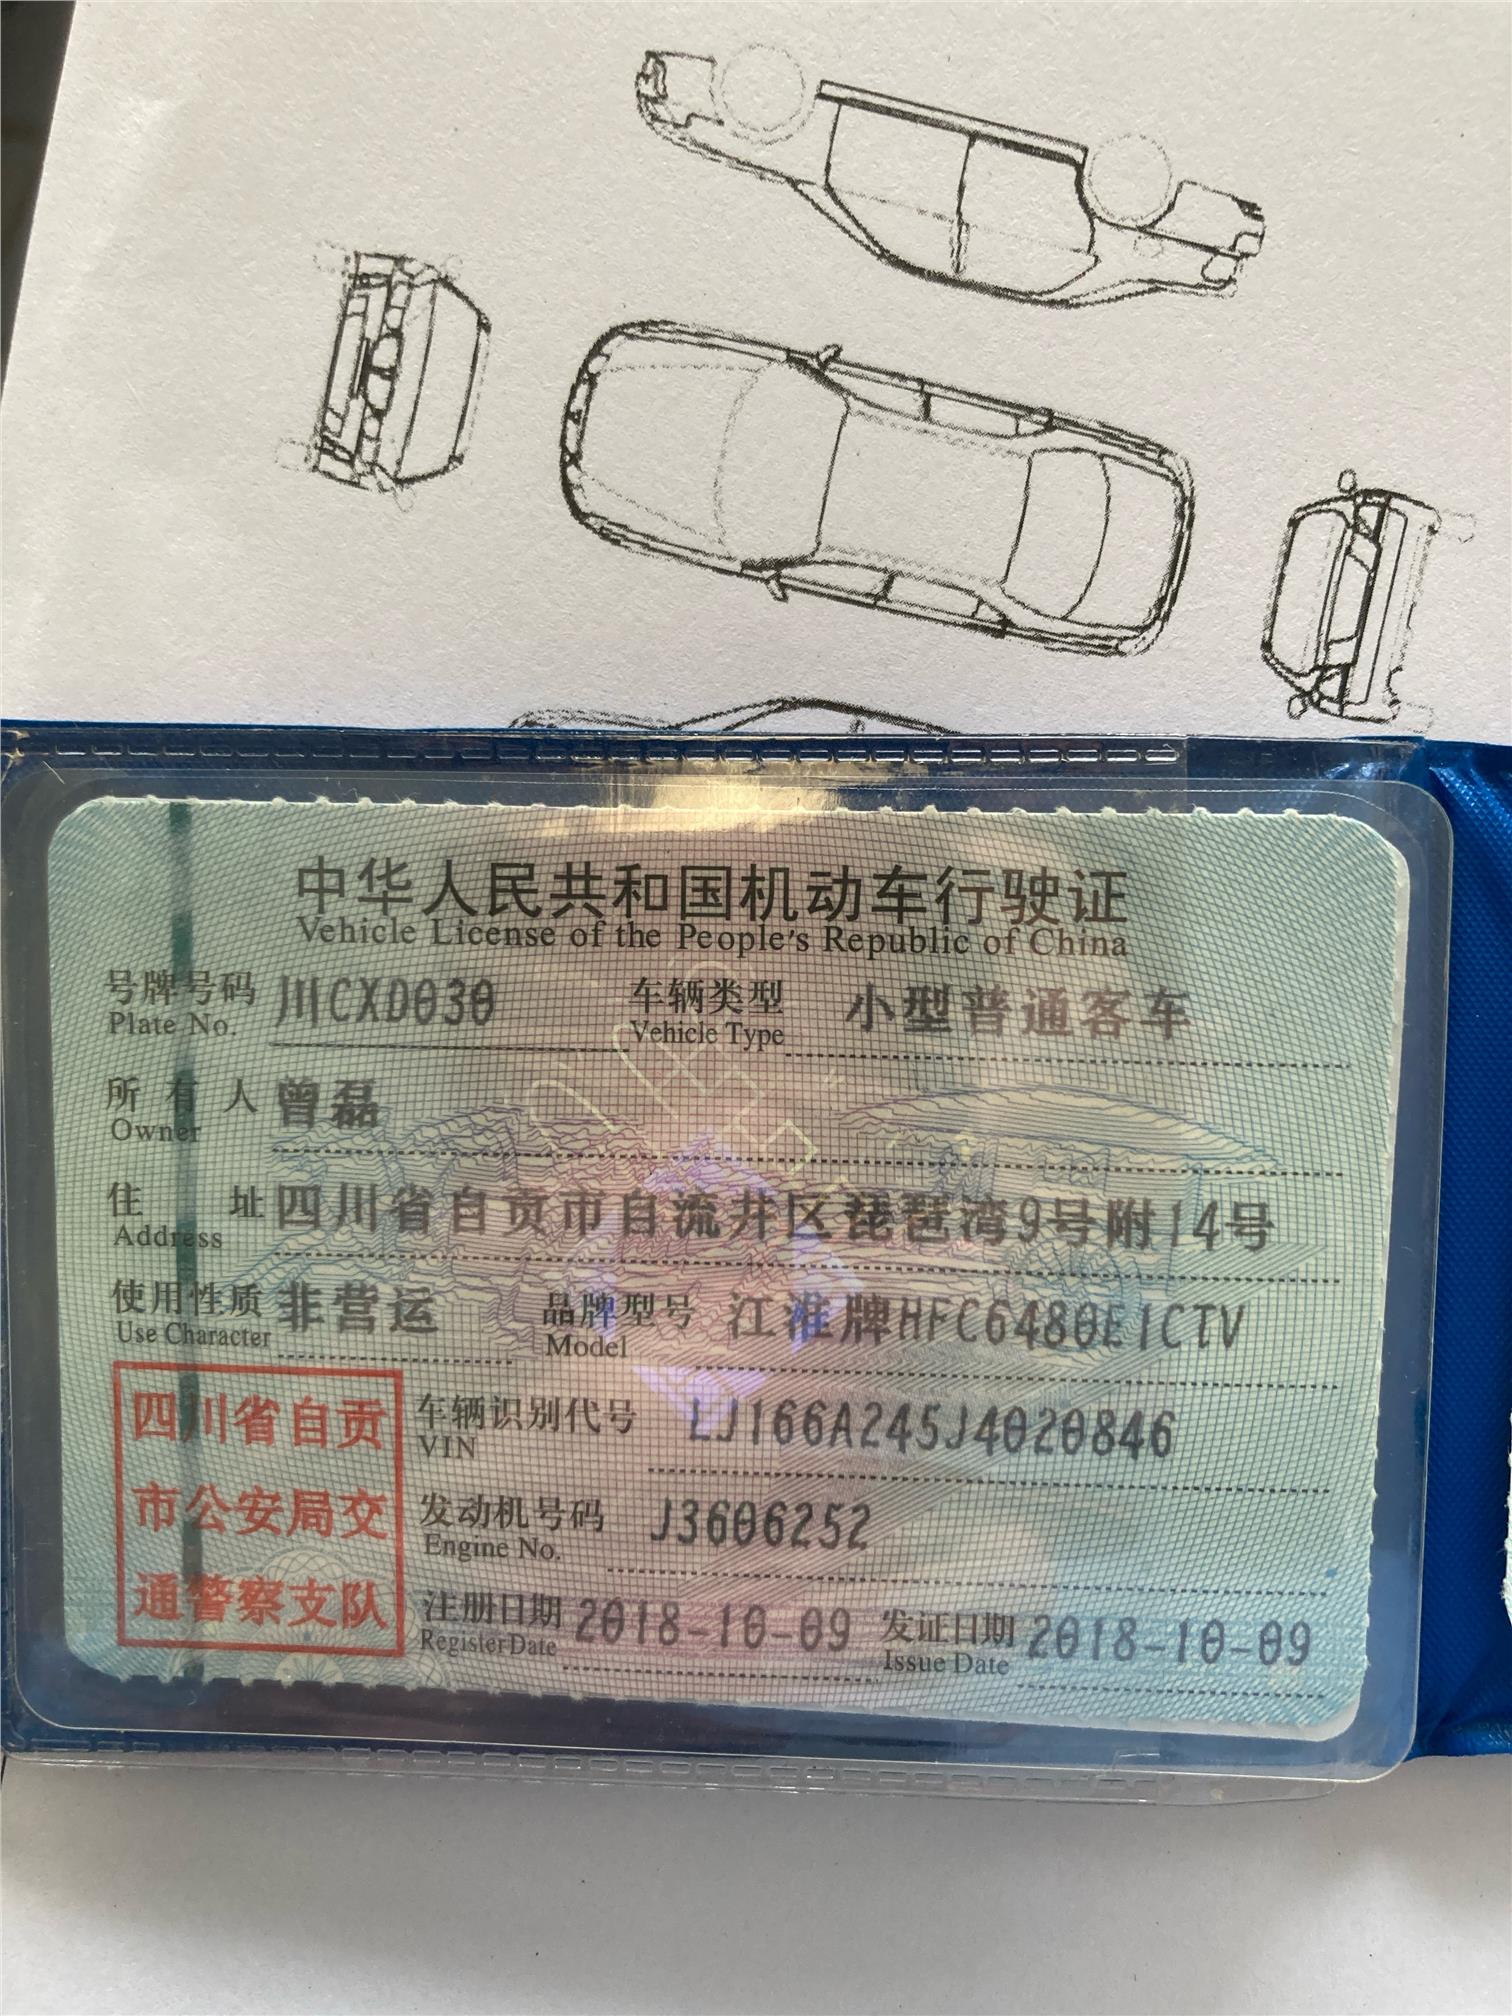 中华人民共和国机动车行驶证
Vehicle License of the People's Republic of China
号牌号码 川CXD030 车辆类型 小型普通客车
Plate No. Vehicle Type
所有人 曾磊
Owner
住址 四川省自贡市自流井区琵琶湾9号附14号
Address
使用性质 非营运 品牌型号 江淮牌HFC6480E1CTV
Use Character Model
四川省自贡
市公安局交
通警察支队
车辆识别代号 LJ166A245J4020846
VIN
发动机号码 J3606252
Engine No.
注册日期 2018-10-09 发证日期 2018-10-09
Register Date Issue Date